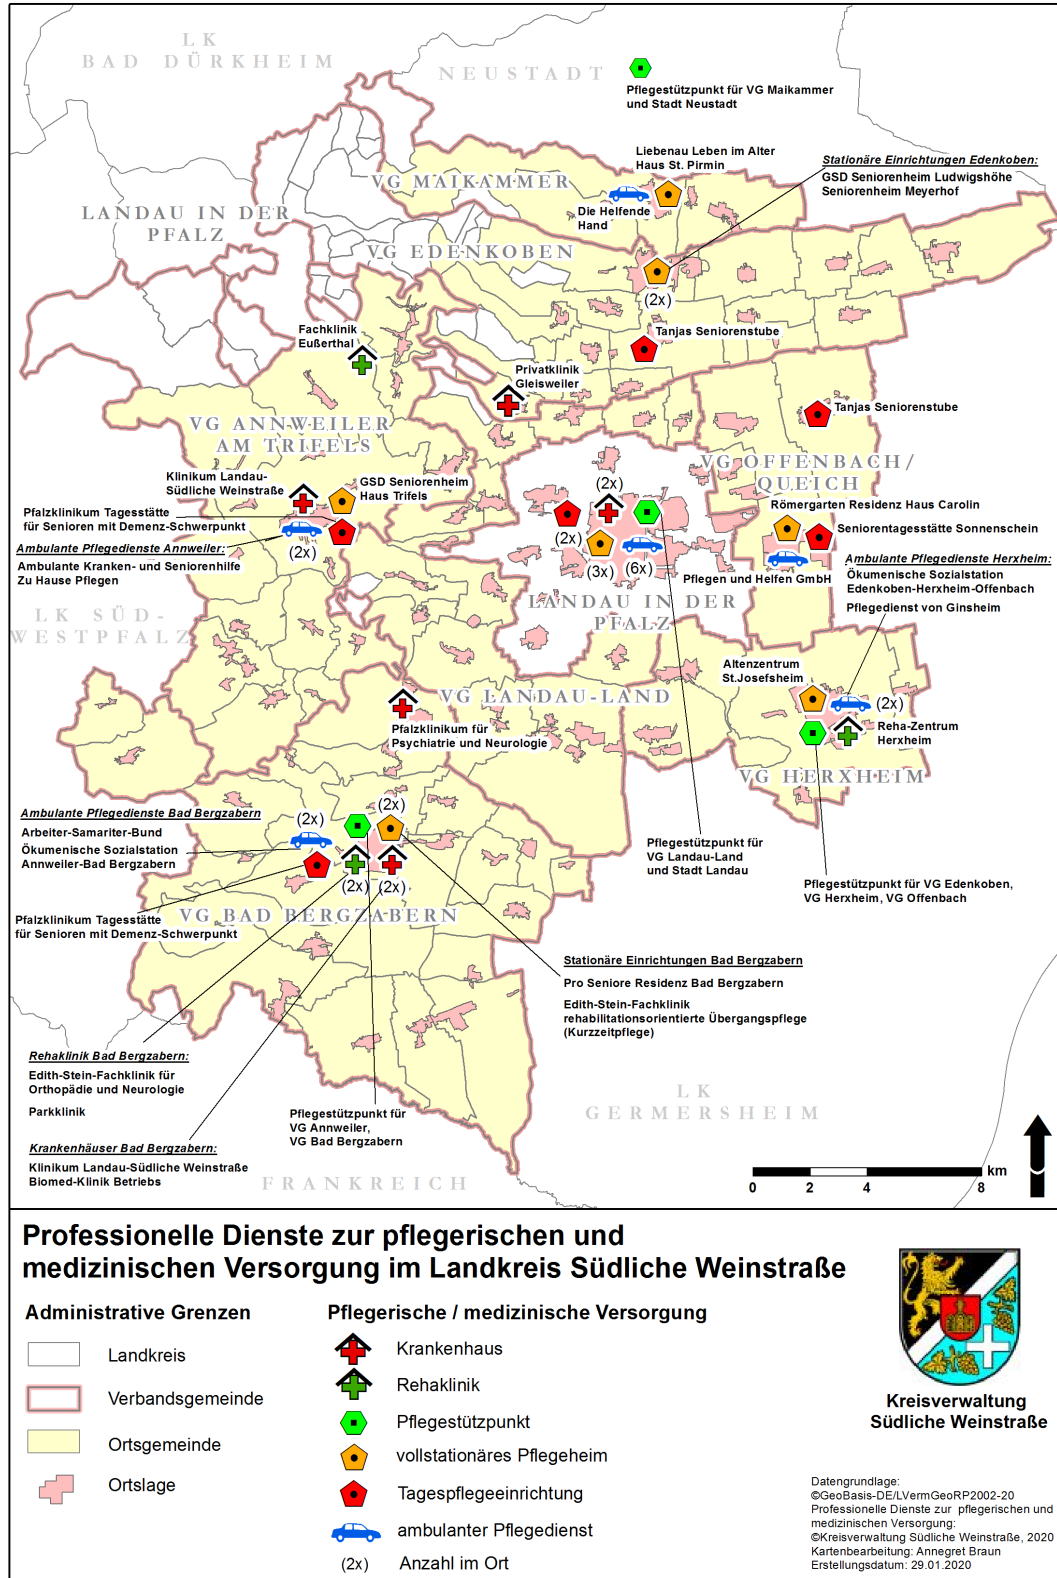 LK
BAD DÜRKHEIM
NEUSTADT
Pflegestützpunkt für VG Maikammer
und Stadt Neustadt
Liebenau Leben im Alter
Haus St. Pirmin
Stationäre Einrichtungen Edenkoben:
GSD Seniorenheim Ludwigshöhe
Seniorenheim Meyerhof
VG MAIKAMMER
Die Helfende
Hand
LANDAU IN DER
PFALZ
VG EDENKOBEN
(2x)
Fachklinik
Eußerthal
Tanjas Seniorenstube
Privatklinik
Gleisweiler
Tanjas Seniorenstube
VG ANNWEILER
AM TRIFELS
VG OFFENBACH/
QUEICH
Klinikum Landau-
Südliche Weinstraße
GSD Seniorenheim
Haus Trifels
(2x)
Römergarten Residenz Haus Carolin
Pfalzklinikum Tagesstätte
für Senioren mit Demenz-Schwerpunkt
Seniorentagesstätte Sonnenschein
(2x)
Ambulante Pflegedienste Annweiler:
(2x)
Ambulante Kranken- und Seniorenhilfe
Zu Hause Pflegen
(3x)
(6x)
Pflegen und Helfen GmbH
Ambulante Pflegedienste Herxheim:
Ökumenische Sozialstation
Edenkoben-Herxheim-Offenbach
Pflegedienst von Ginsheim
LANDAU IN DER
PFALZ
LK SÜD-
WESTPFALZ
Altenzentrum
St.Josefsheim
VG LANDAU-LAND
(2x)
Pfalzklinikum für
Psychiatrie und Neurologie
Reha-Zentrum
Herxheim
VG HERXHEIM
Ambulante Pflegedienste Bad Bergzabern
Arbeiter-Samariter-Bund
Ökumenische Sozialstation
Annweiler-Bad Bergzabern
(2x)
(2x)
Pflegestützpunkt für
VG Landau-Land
und Stadt Landau
(2x)
(2x)
Pflegestützpunkt für VG Edenkoben,
VG Herxheim, VG Offenbach
Pfalzklinikum Tagesstätte
für Senioren mit Demenz-Schwerpunkt
VG BAD BERGZABERN
Stationäre Einrichtungen Bad Bergzabern
Pro Seniore Residenz Bad Bergzabern
Edith-Stein-Fachklinik
rehabilitationsorientierte Übergangspflege
(Kurzzeitpflege)
Rehaklinik Bad Bergzabern:
Edith-Stein-Fachklinik für
Orthopädie und Neurologie
Parkklinik
LK
GERMERSHEIM
Pflegestützpunkt für
VG Annweiler,
VG Bad Bergzabern
Krankenhäuser Bad Bergzabern:
Klinikum Landau-Südliche Weinstraße
Biomed-Klinik Betriebs
FRANKREICH
km
0 2 4 8
Professionelle Dienste zur pflegerischen und
medizinischen Versorgung im Landkreis Südliche Weinstraße
Administrative Grenzen
Landkreis
Verbandsgemeinde
Ortsgemeinde
Ortslage
Pflegerische / medizinische Versorgung
Krankenhaus
Rehaklinik
Pflegestützpunkt
vollstationäres Pflegeheim
Tagespflegeeinrichtung
ambulanter Pflegedienst
(2x) Anzahl im Ort
Kreisverwaltung
Südliche Weinstraße
Datengrundlage:
©GeoBasis-DE/LVermGeoRP2002-20
Professionelle Dienste zur pflegerischen und
medizinischen Versorgung:
©Kreisverwaltung Südliche Weinstraße, 2020
Kartenbearbeitung: Annegret Braun
Erstellungsdatum: 29.01.2020